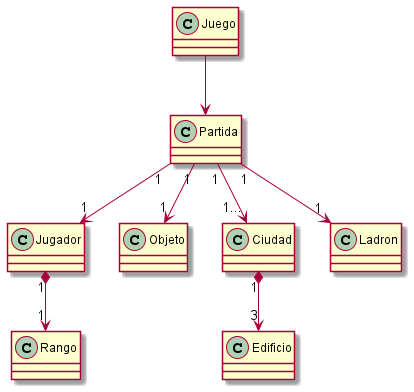 C Juego
C Partida
1 1 1 1
1 1 1... 1
C Jugador C Objeto C Ciudad C Ladron
1 1
1 3
C Rango C Edificio